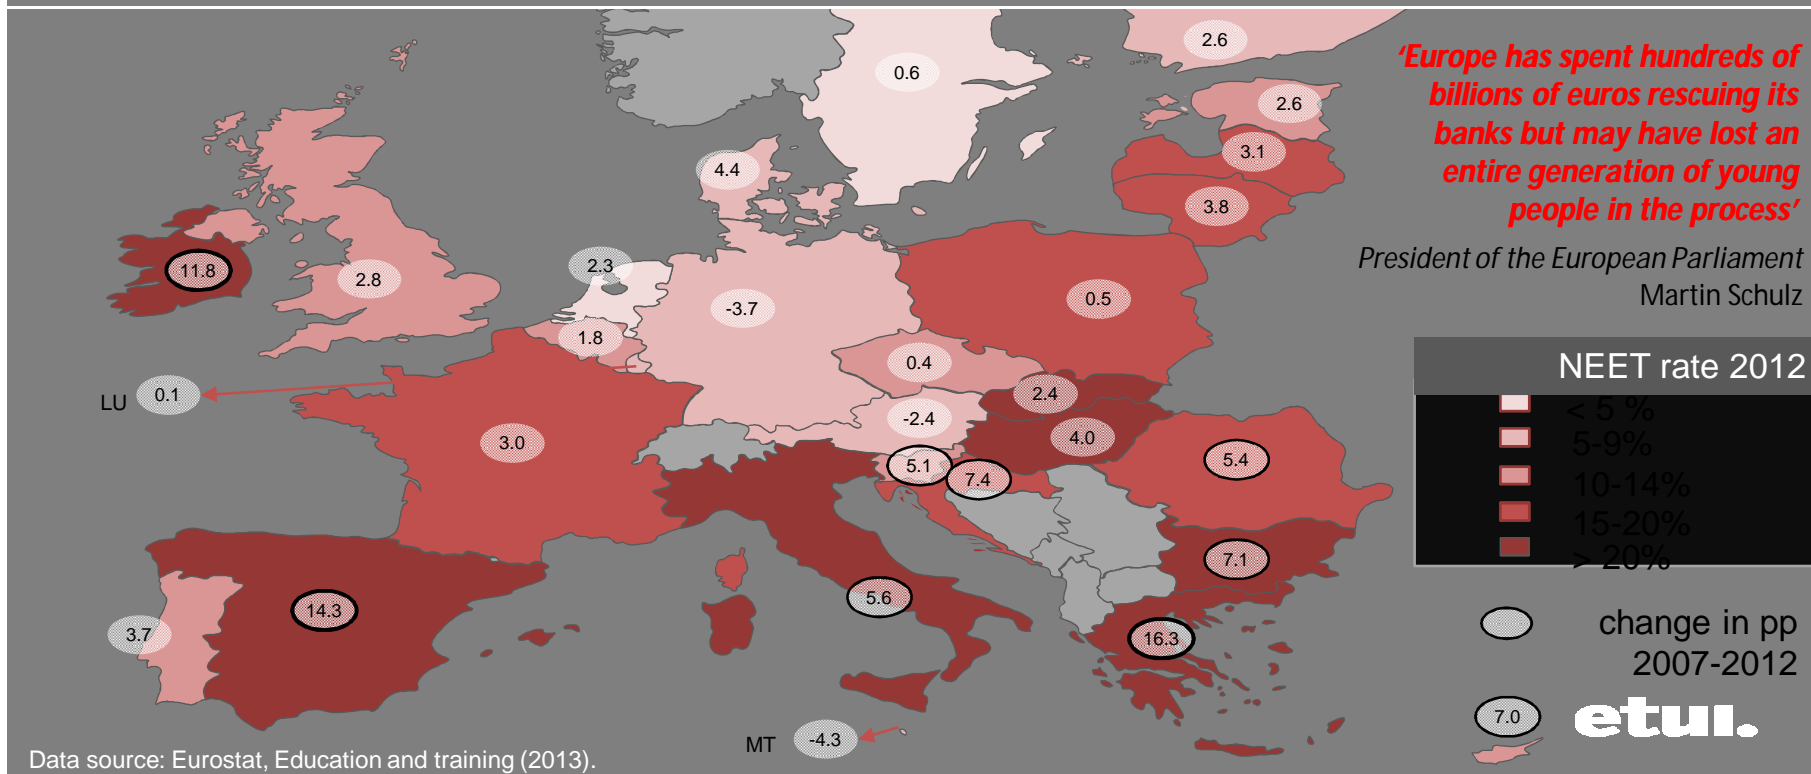 2.6
0.6
'Europe has spent hundreds of
billions of euros rescuing its
banks but may have lost an
entire generation of young
people in the process'
President of the European Parliament
Martin Schulz
2.6
3.1
4.4
3.8
11.8
2.8
2.3
-3.7
0.5
1.8
0.4
LU
0.1
2.4
-2.4
3.0
4.0
5.1
7.4
5.4
NEET rate 2012
< 5 %
5-9%
10-14%
15-20%
> 20%
7.1
5.6
14.3
3.7
16.3
change in pp
2007-2012
7.0
etui.
MT
-4.3
Data source: Eurostat, Education and training (2013).